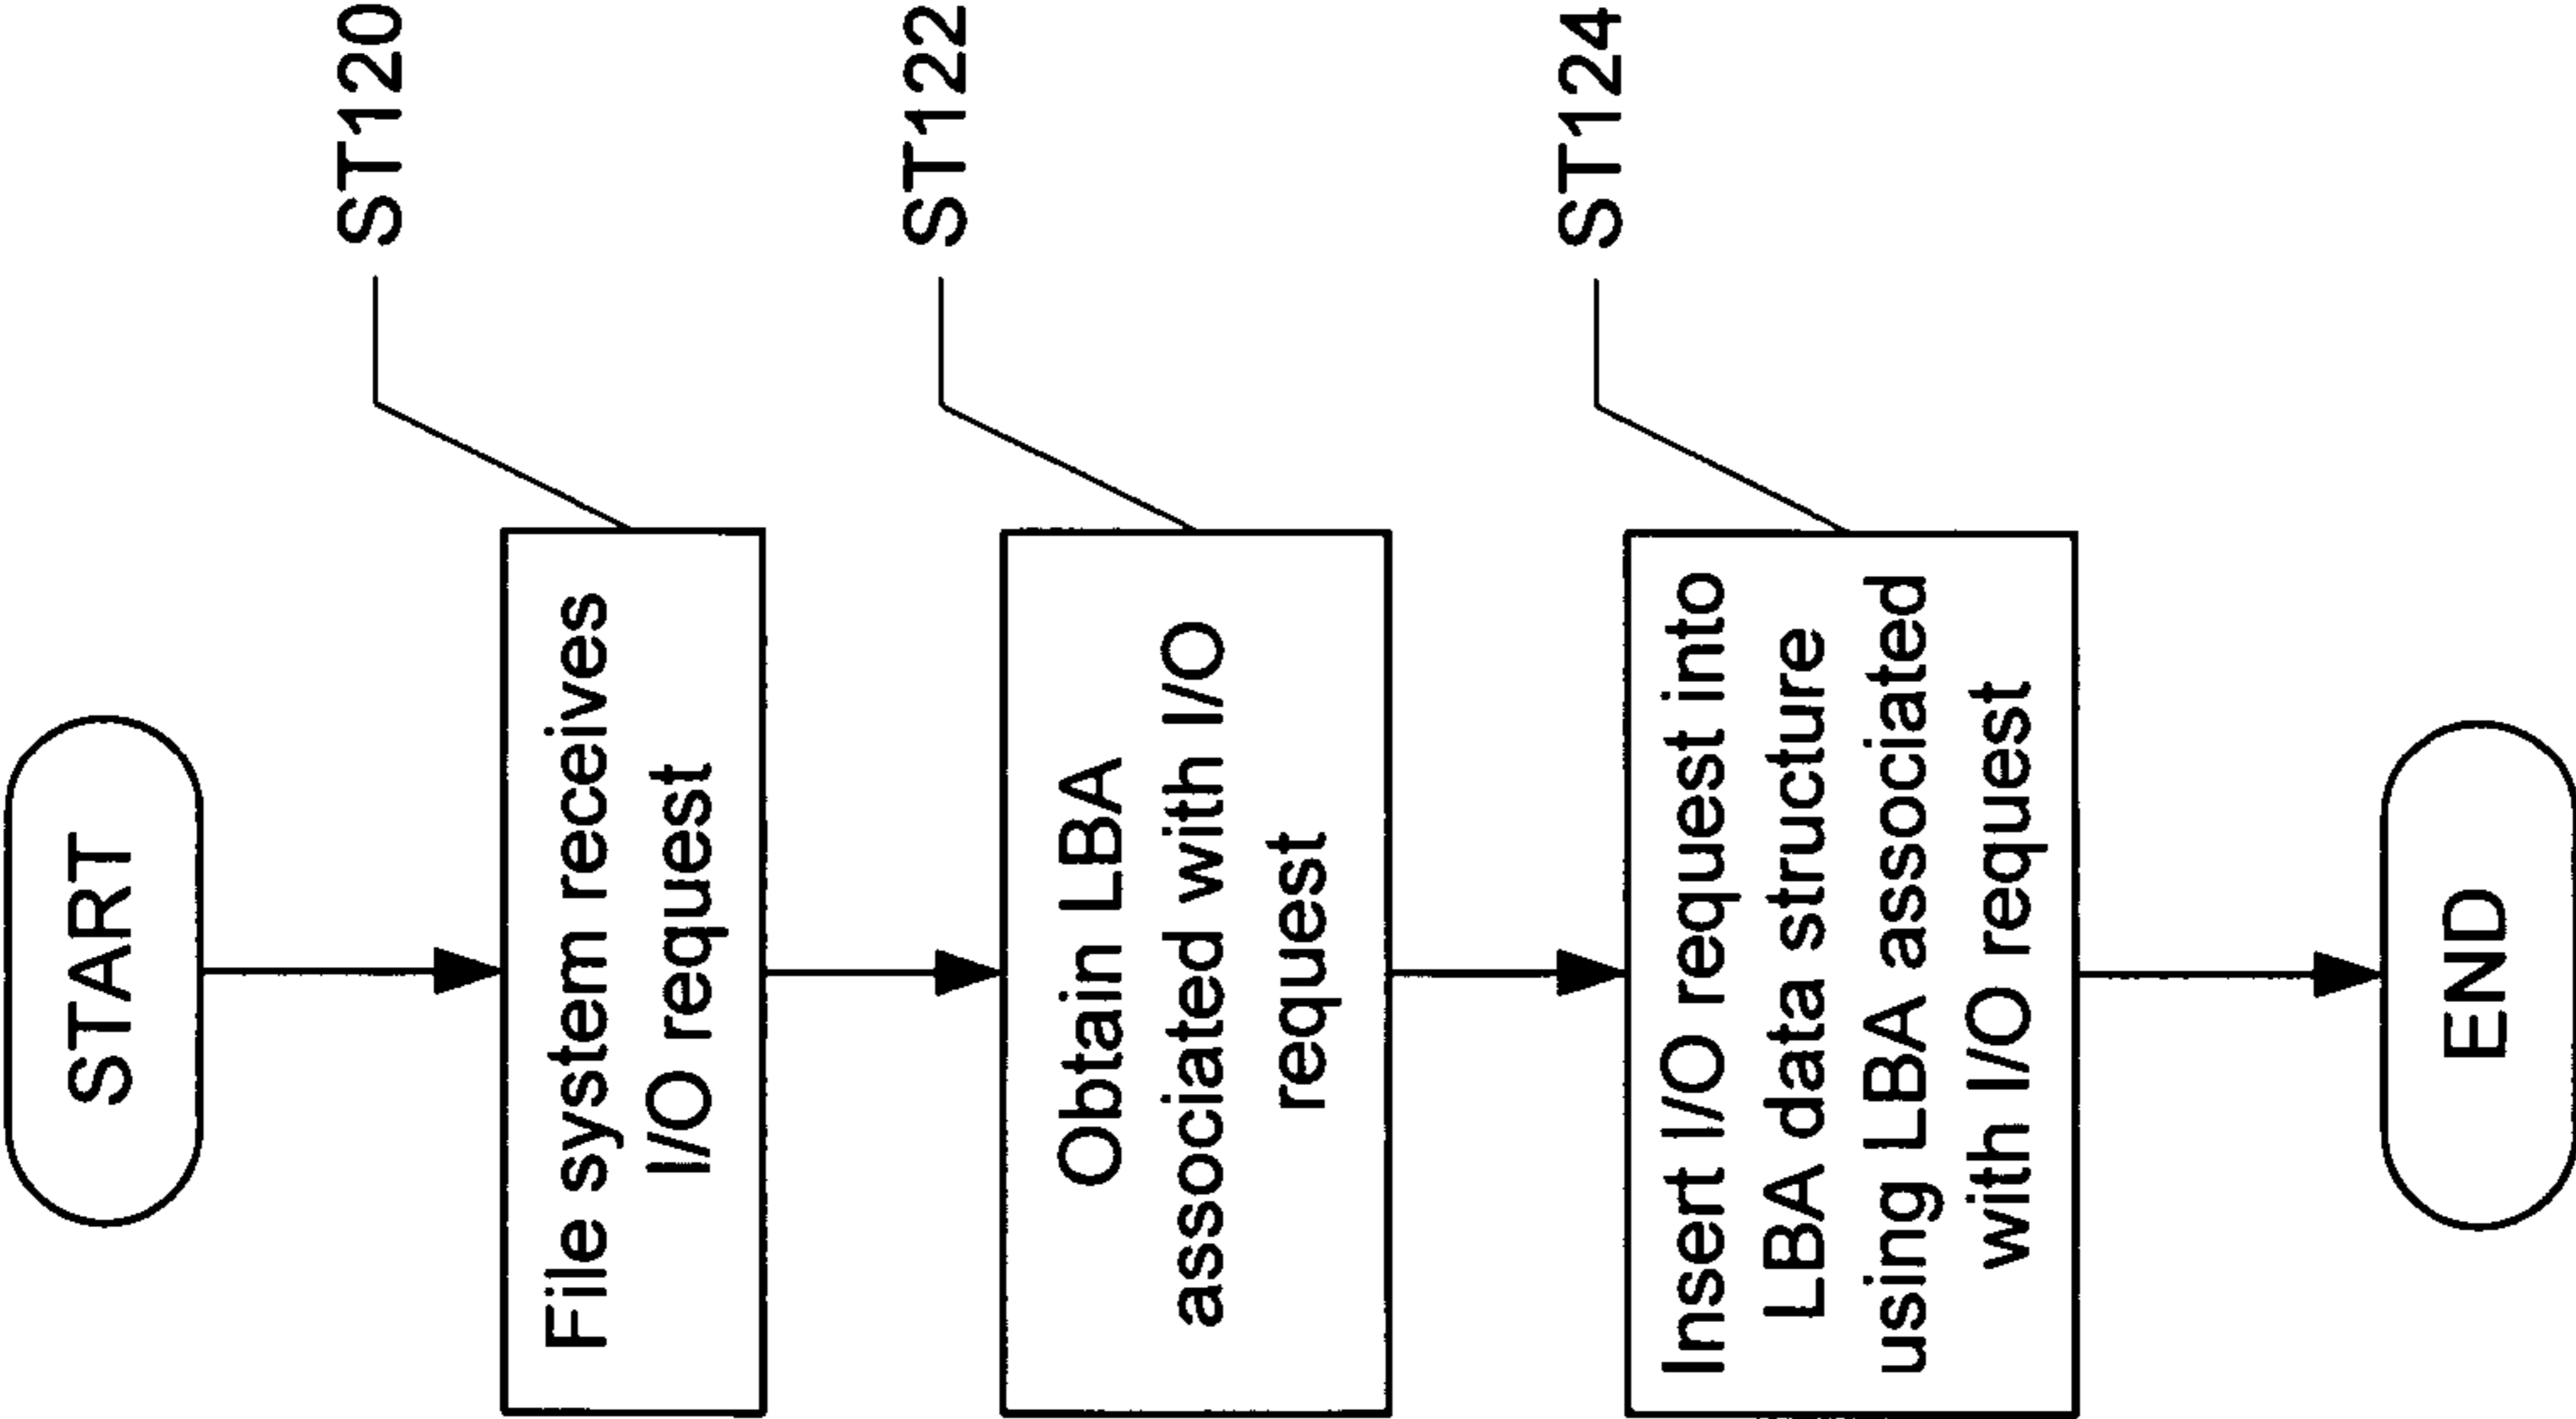 START
File system receives
I/O request
ST120
Obtain LBA
associated with I/O
request
ST122
Insert I/O request into
LBA data structure
using LBA associated
with I/O request
ST124
END